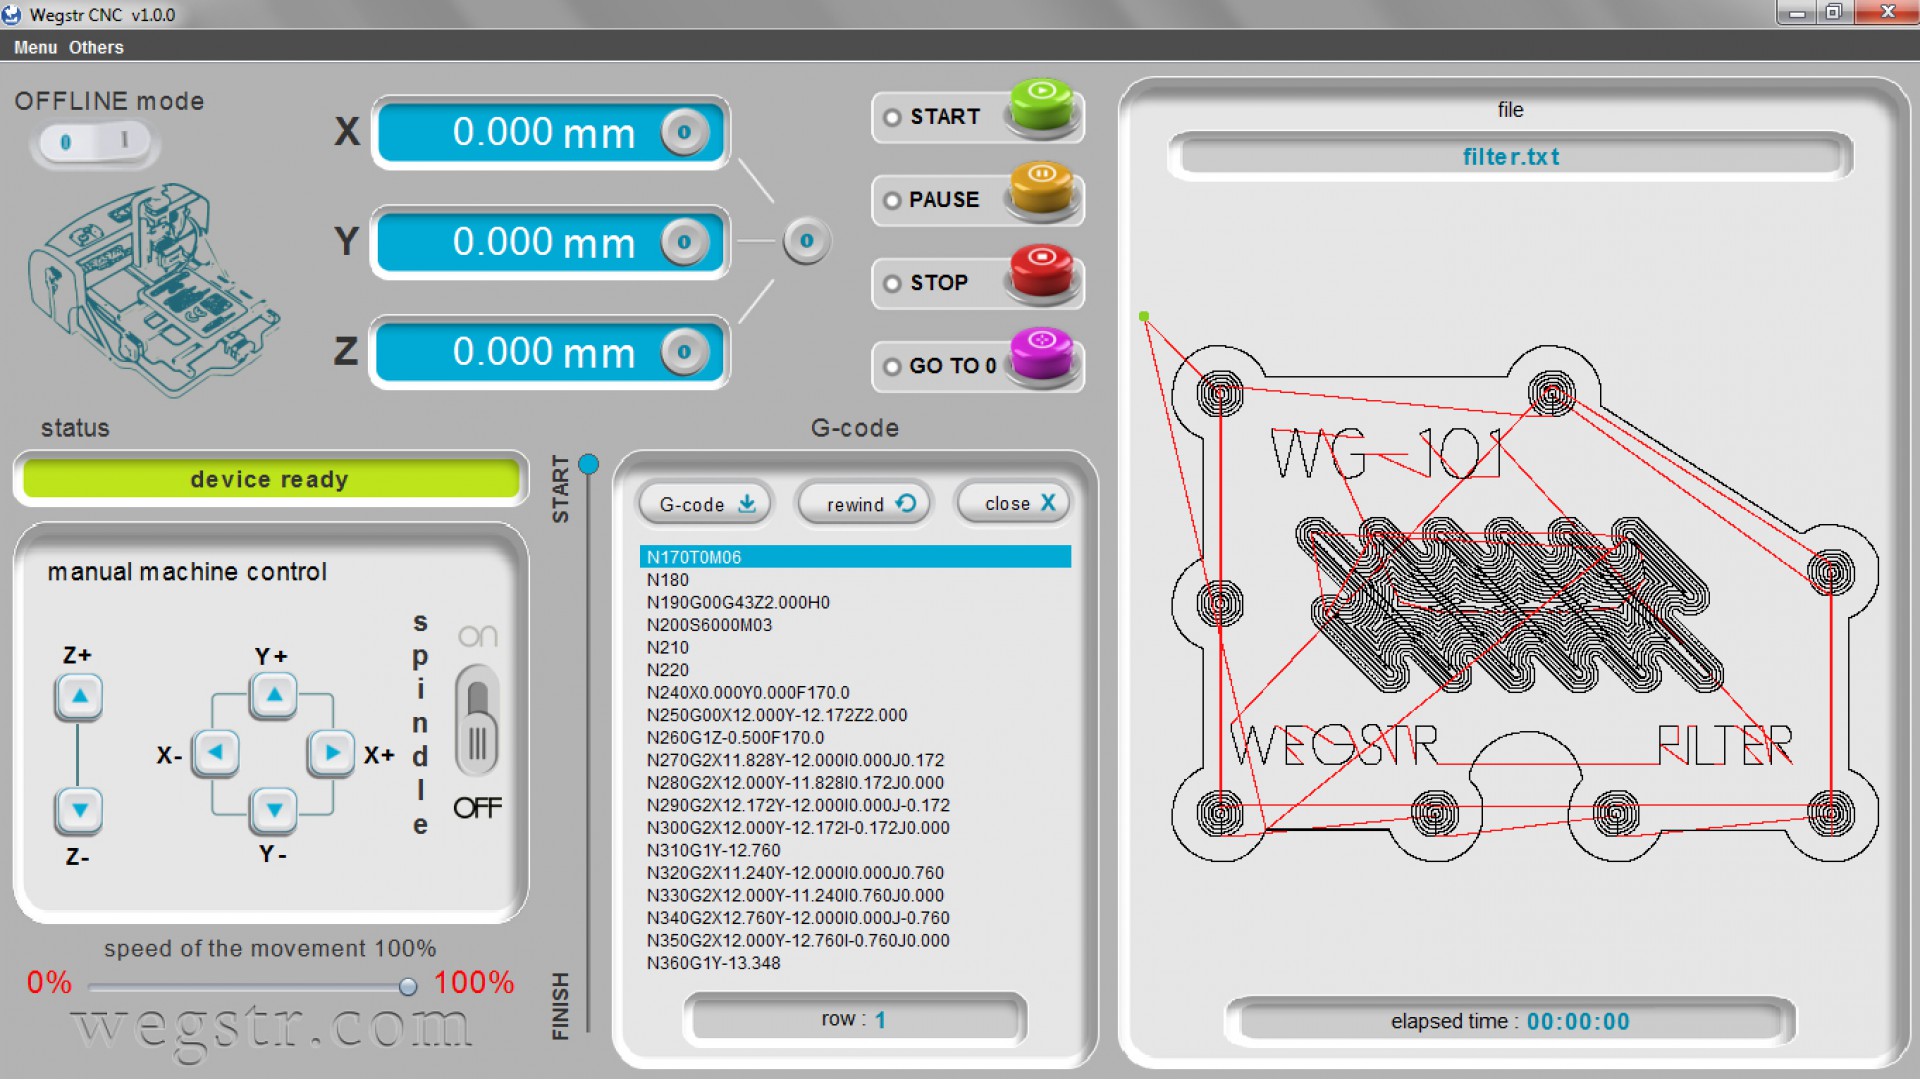 Wegstr CNC v1.0.0
Menu Others
OFFLINE mode
0 I
X 0.000 mm 0
Y 0.000 mm 0
0
Z 0.000 mm 0
START
PAUSE
STOP
GO TO 0
status
device ready
manual machine control
Z+
Z-
Y+
X-
X+
Y-
spindle
on
OFF
speed of the movement 100%
0% 100%
wegstr.com
START
FINISH
G-code
G-code rewind close X
N170T0M06
N180
N190G00G43Z2.000H0
N200S6000M03
N210
N220
N240X0.000Y0.000F170.0
N250G00X12.000Y-12.172Z2.000
N260G1Z-0.500F170.0
N270G2X11.828Y-12.000I0.000J0.172
N280G2X12.000Y-11.828I0.172J0.000
N290G2X12.172Y-12.000I0.000J-0.172
N300G2X12.000Y-12.172I-0.172J0.000
N310G1Y-12.760
N320G2X11.240Y-12.000I0.000J0.760
N330G2X12.000Y-11.240I0.760J0.000
N340G2X12.760Y-12.000I0.000J-0.760
N350G2X12.000Y-12.760I-0.760J0.000
N360G1Y-13.348
row : 1
file
filter.txt
WG-101
WEGSTR FILTER
elapsed time : 00:00:00